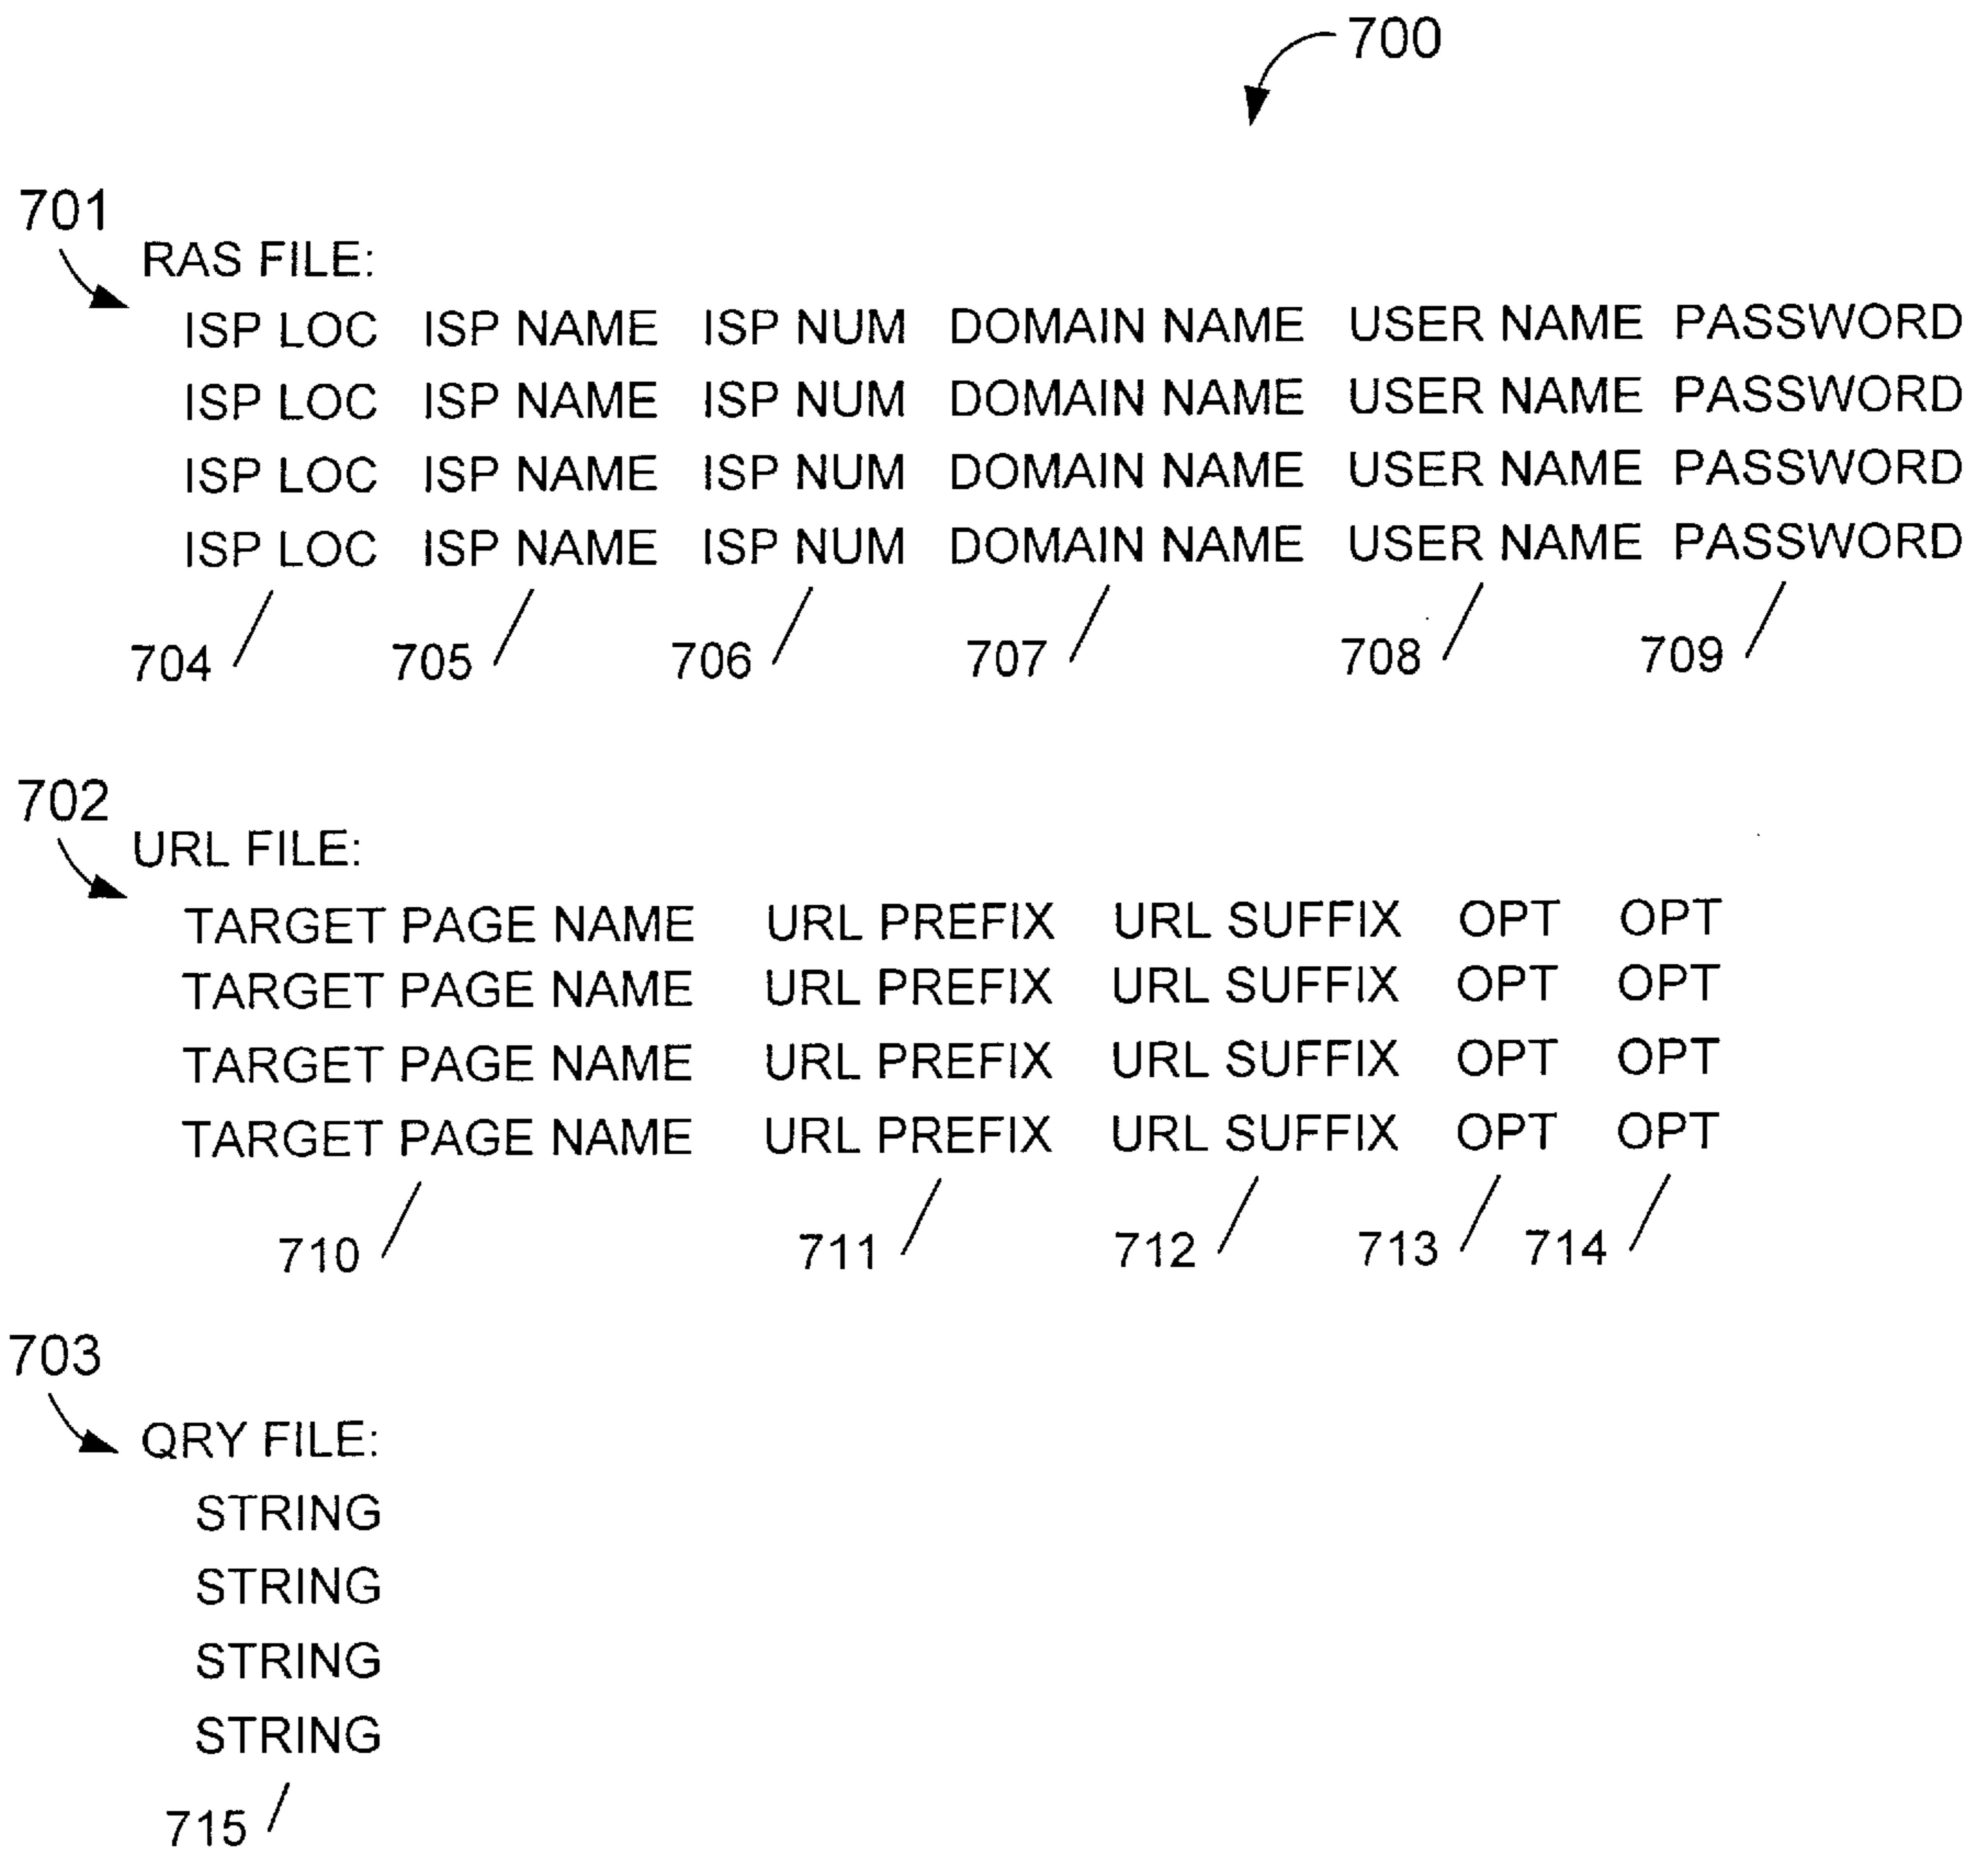 700
701
RAS FILE:
ISP LOC ISP NAME ISP NUM DOMAIN NAME USER NAME PASSWORD
ISP LOC ISP NAME ISP NUM DOMAIN NAME USER NAME PASSWORD
ISP LOC ISP NAME ISP NUM DOMAIN NAME USER NAME PASSWORD
ISP LOC ISP NAME ISP NUM DOMAIN NAME USER NAME PASSWORD
704 705 706 707 708 709
702
URL FILE:
TARGET PAGE NAME URL PREFIX URL SUFFIX OPT OPT
TARGET PAGE NAME URL PREFIX URL SUFFIX OPT OPT
TARGET PAGE NAME URL PREFIX URL SUFFIX OPT OPT
TARGET PAGE NAME URL PREFIX URL SUFFIX OPT OPT
710 711 712 713 714
703
QRY FILE:
STRING
STRING
STRING
STRING
715